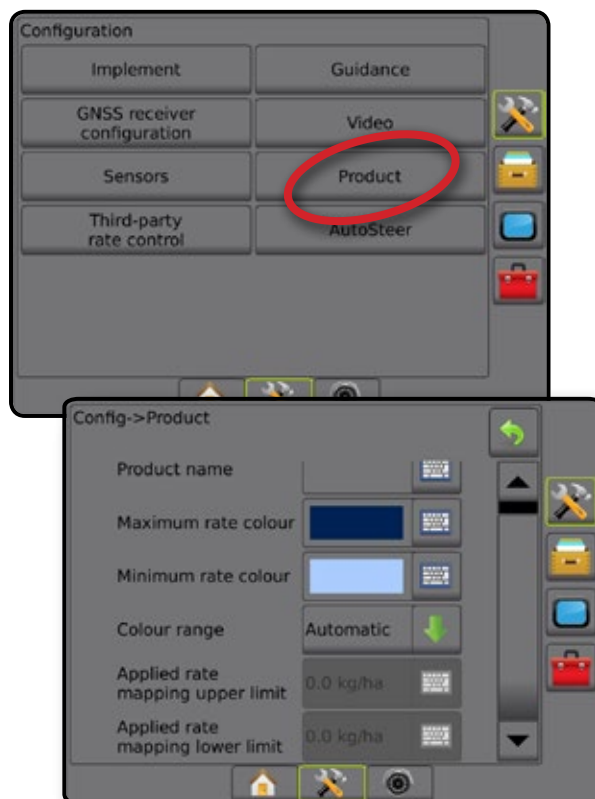 Configuration
Implement
Guidance
GNSS receiver
configuration
Video
Sensors
Product
Third-party
rate control
AutoSteer
Config->Product
Product name
Maximum rate colour
Minimum rate colour
Colour range
Automatic
Applied rate
mapping upper limit
0.0 kg/ha
Applied rate
mapping lower limit
0.0 kg/ha